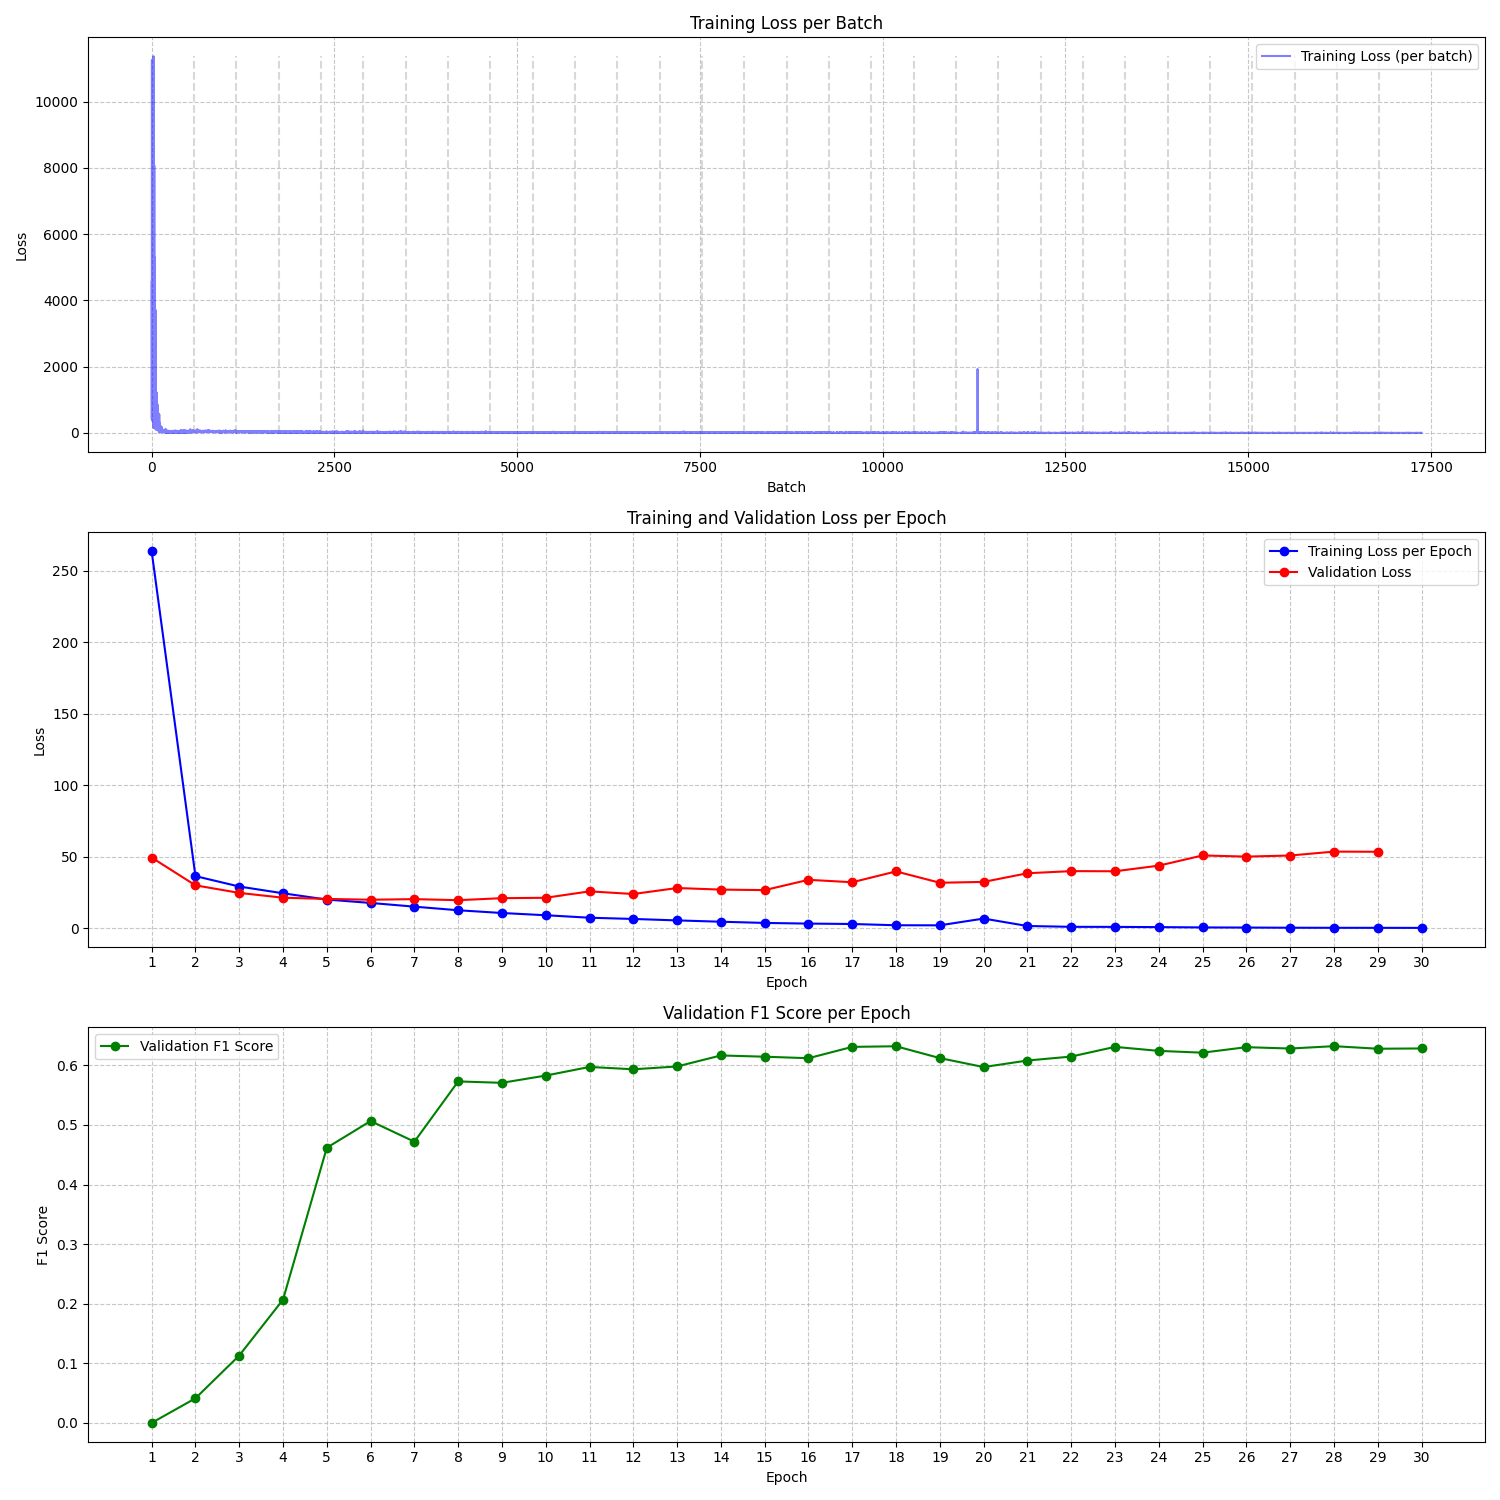 Training Loss per Batch
Training Loss (per batch)
10000
8000
6000
4000
2000
0
Loss
0 2500 5000 7500 10000 12500 15000 17500
Batch
Training and Validation Loss per Epoch
Training Loss per Epoch
Validation Loss
250
200
150
100
50
0
Loss
1 2 3 4 5 6 7 8 9 10 11 12 13 14 15 16 17 18 19 20 21 22 23 24 25 26 27 28 29 30
Epoch
Validation F1 Score per Epoch
Validation F1 Score
0.6
0.5
0.4
0.3
0.2
0.1
0.0
F1 Score
1 2 3 4 5 6 7 8 9 10 11 12 13 14 15 16 17 18 19 20 21 22 23 24 25 26 27 28 29 30
Epoch